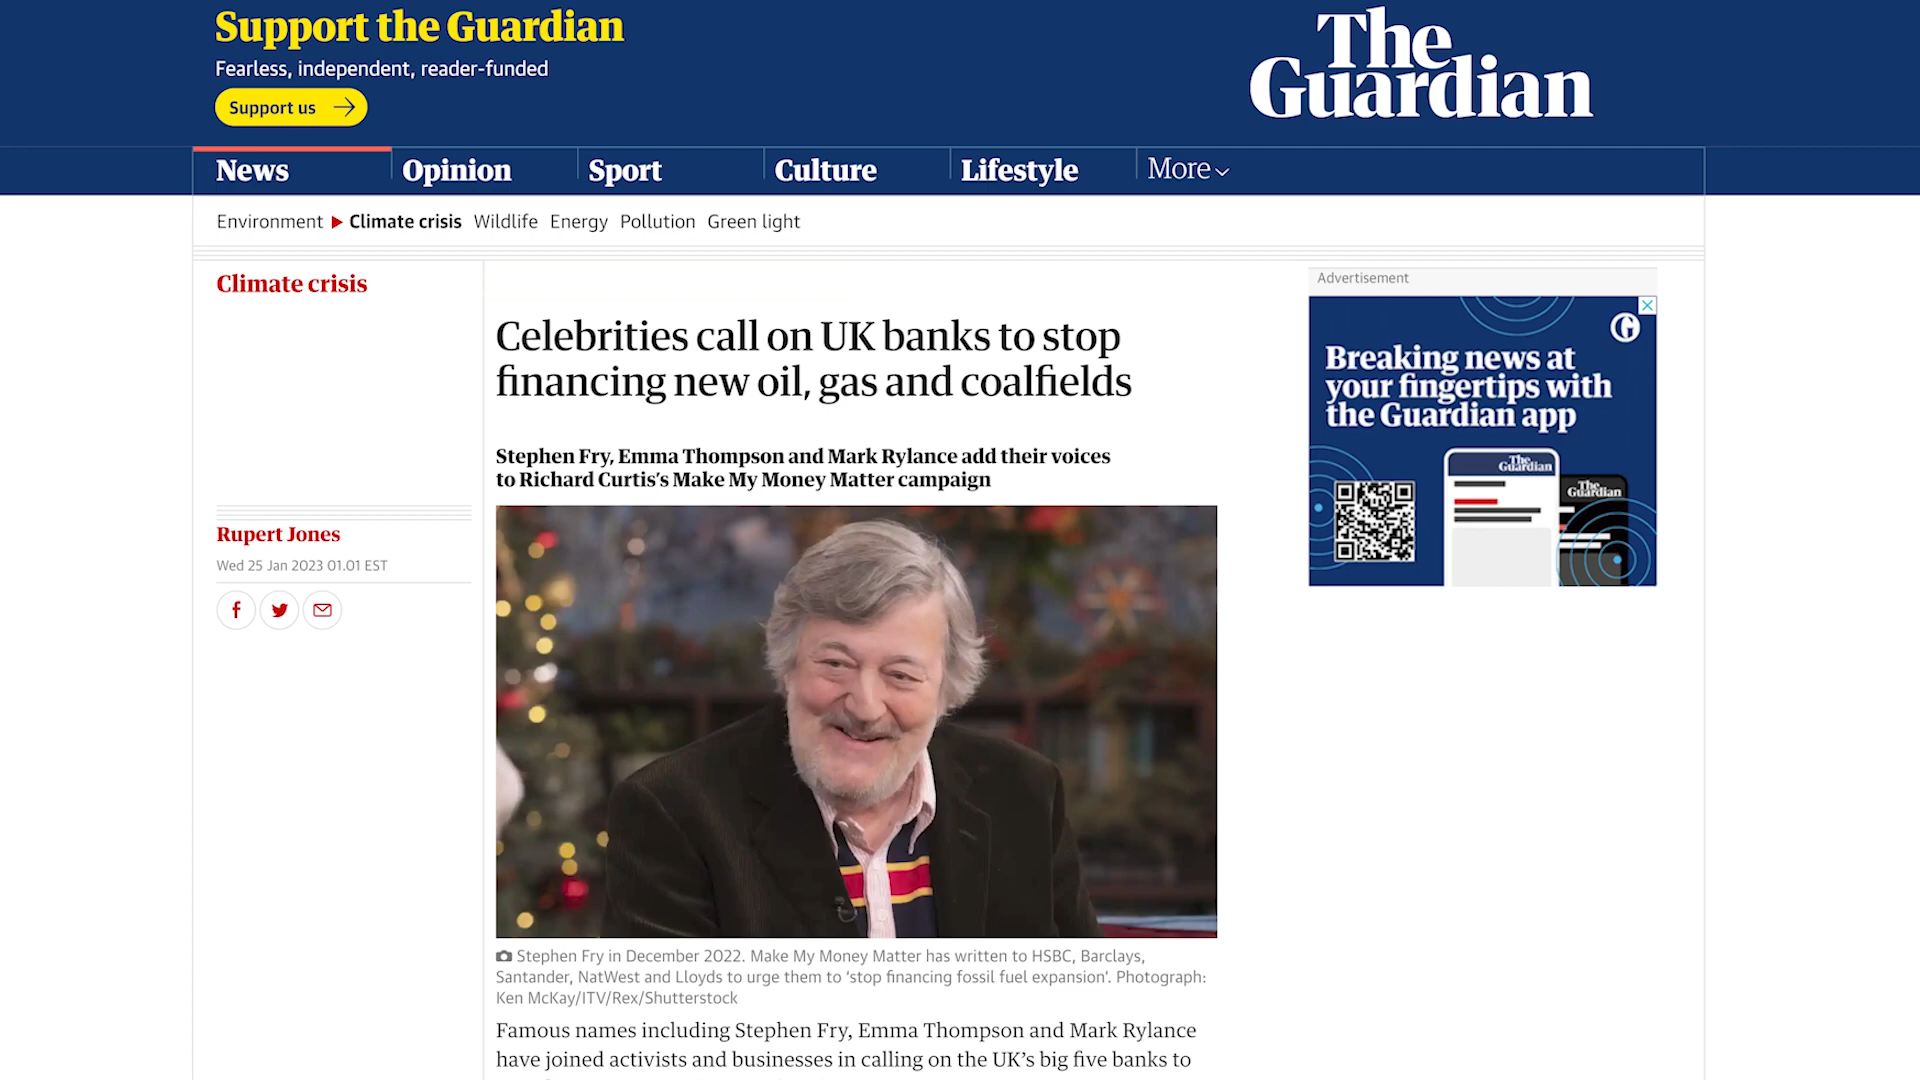 Support the Guardian
Fearless, independent, reader-funded
Support us
The
Guardian
News Opinion Sport Culture Lifestyle More
Environment Climate crisis Wildlife Energy Pollution Green light
Climate crisis
Celebrities call on UK banks to stop
financing new oil, gas and coalfields
Stephen Fry, Emma Thompson and Mark Rylance add their voices
to Richard Curtis's Make My Money Matter campaign
Rupert Jones
Wed 25 Jan 2023 01.01 EST
Advertisement
Breaking news at
your fingertips with
the Guardian app
The
Guardian
The
Guardian
Stephen Fry in December 2022. Make My Money Matter has written to HSBC, Barclays,
Santander, NatWest and Lloyds to urge them to ‘stop financing fossil fuel expansion’. Photograph:
Ken McKay/ITV/Rex/Shutterstock
Famous names including Stephen Fry, Emma Thompson and Mark Rylance
have joined activists and businesses in calling on the UK’s big five banks to